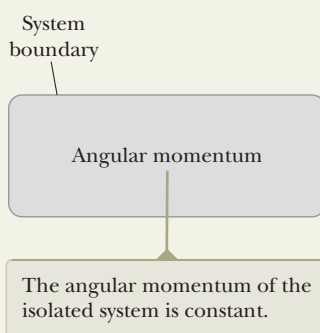 System
boundary
Angular momentum
The angular momentum of the
isolated system is constant.